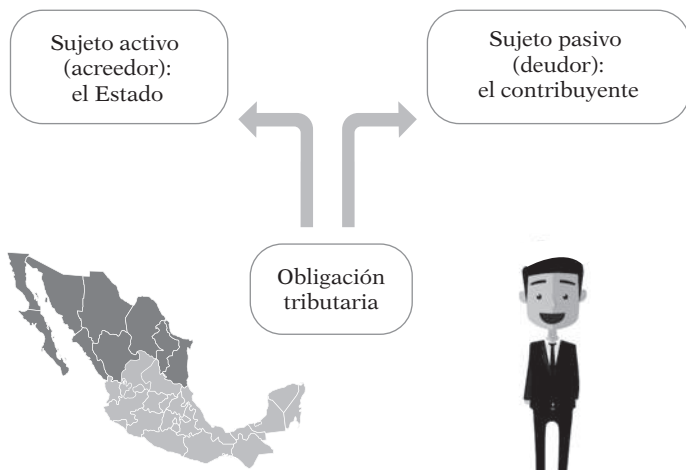 Sujeto activo
(acreedor):
el Estado
Sujeto pasivo
(deudor):
el contribuyente
Obligación
tributaria